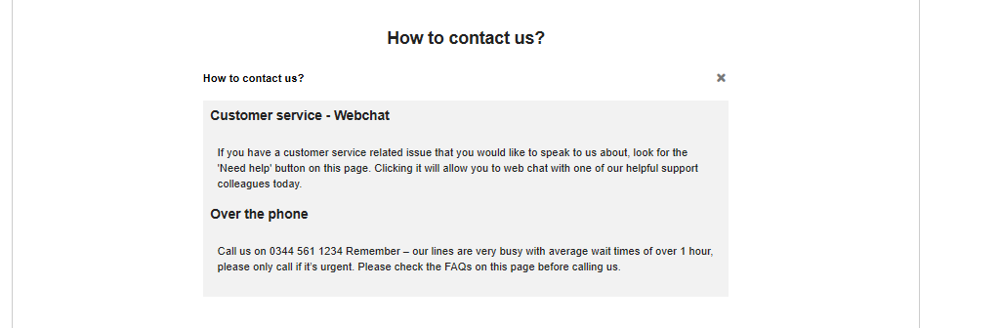 How to contact us?
How to contact us?
Customer service - Webchat
If you have a customer service related issue that you would like to speak to us about, look for the
'Need help' button on this page. Clicking it will allow you to web chat with one of our helpful support
colleagues today.
Over the phone
Call us on 0344 561 1234 Remember – our lines are very busy with average wait times of over 1 hour,
please only call if it's urgent. Please check the FAQs on this page before calling us.